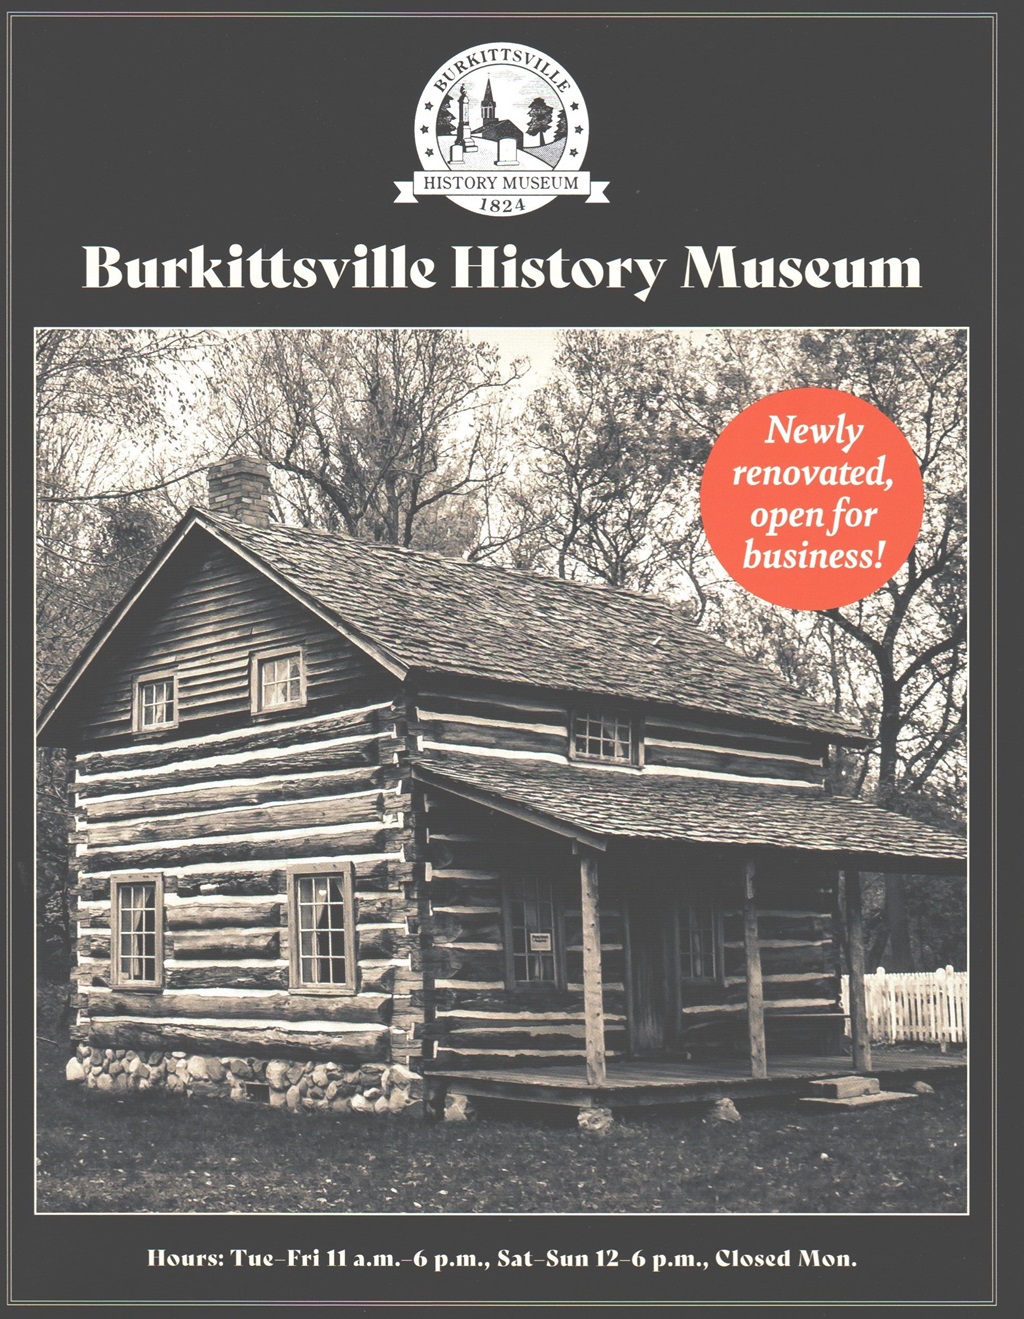 BURKITTSVILLE
HISTORY MUSEUM
1824
Burkittsville History Museum
Newly
renovated,
open for
business!
Hours: Tue–Fri 11 a.m.–6 p.m., Sat–Sun 12–6 p.m., Closed Mon.